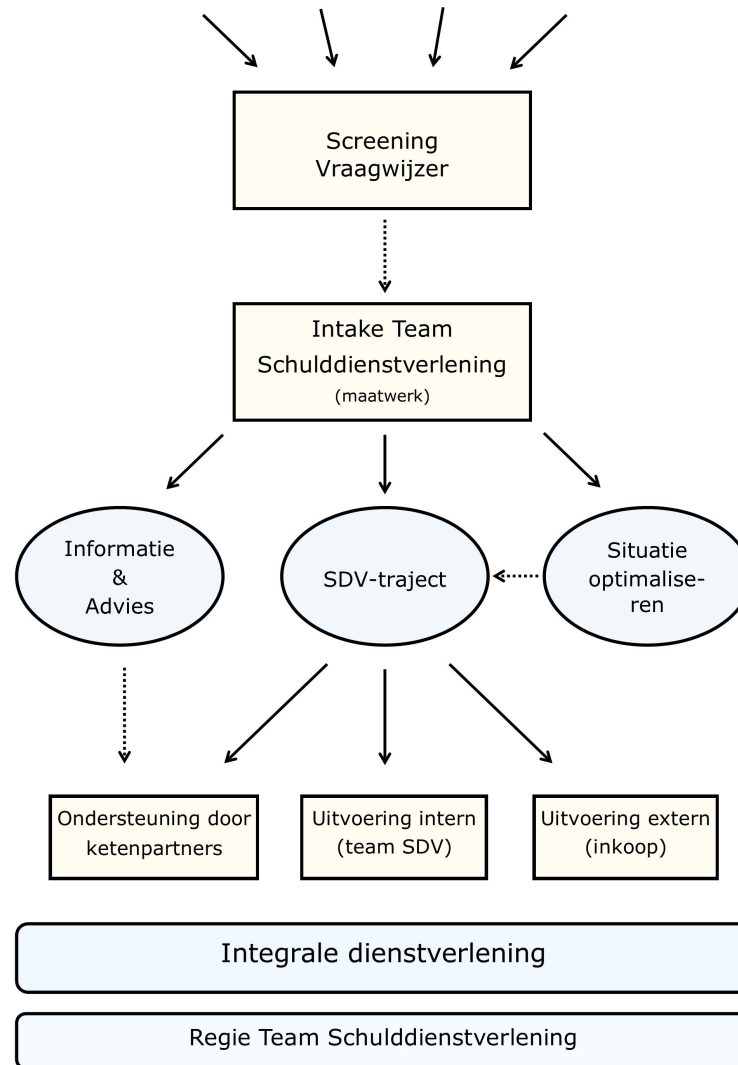 Screening
Vraagwijzer
Intake Team
Schulddienstverlening
(maatwerk)
Informatie
&
Advies
SDV-traject
Situatie
optimalise-
ren
Ondersteuning door
ketenpartners
Uitvoering intern
(team SDV)
Uitvoering extern
(inkoop)
Integrale dienstverlening
Regie Team Schulddienstverlening